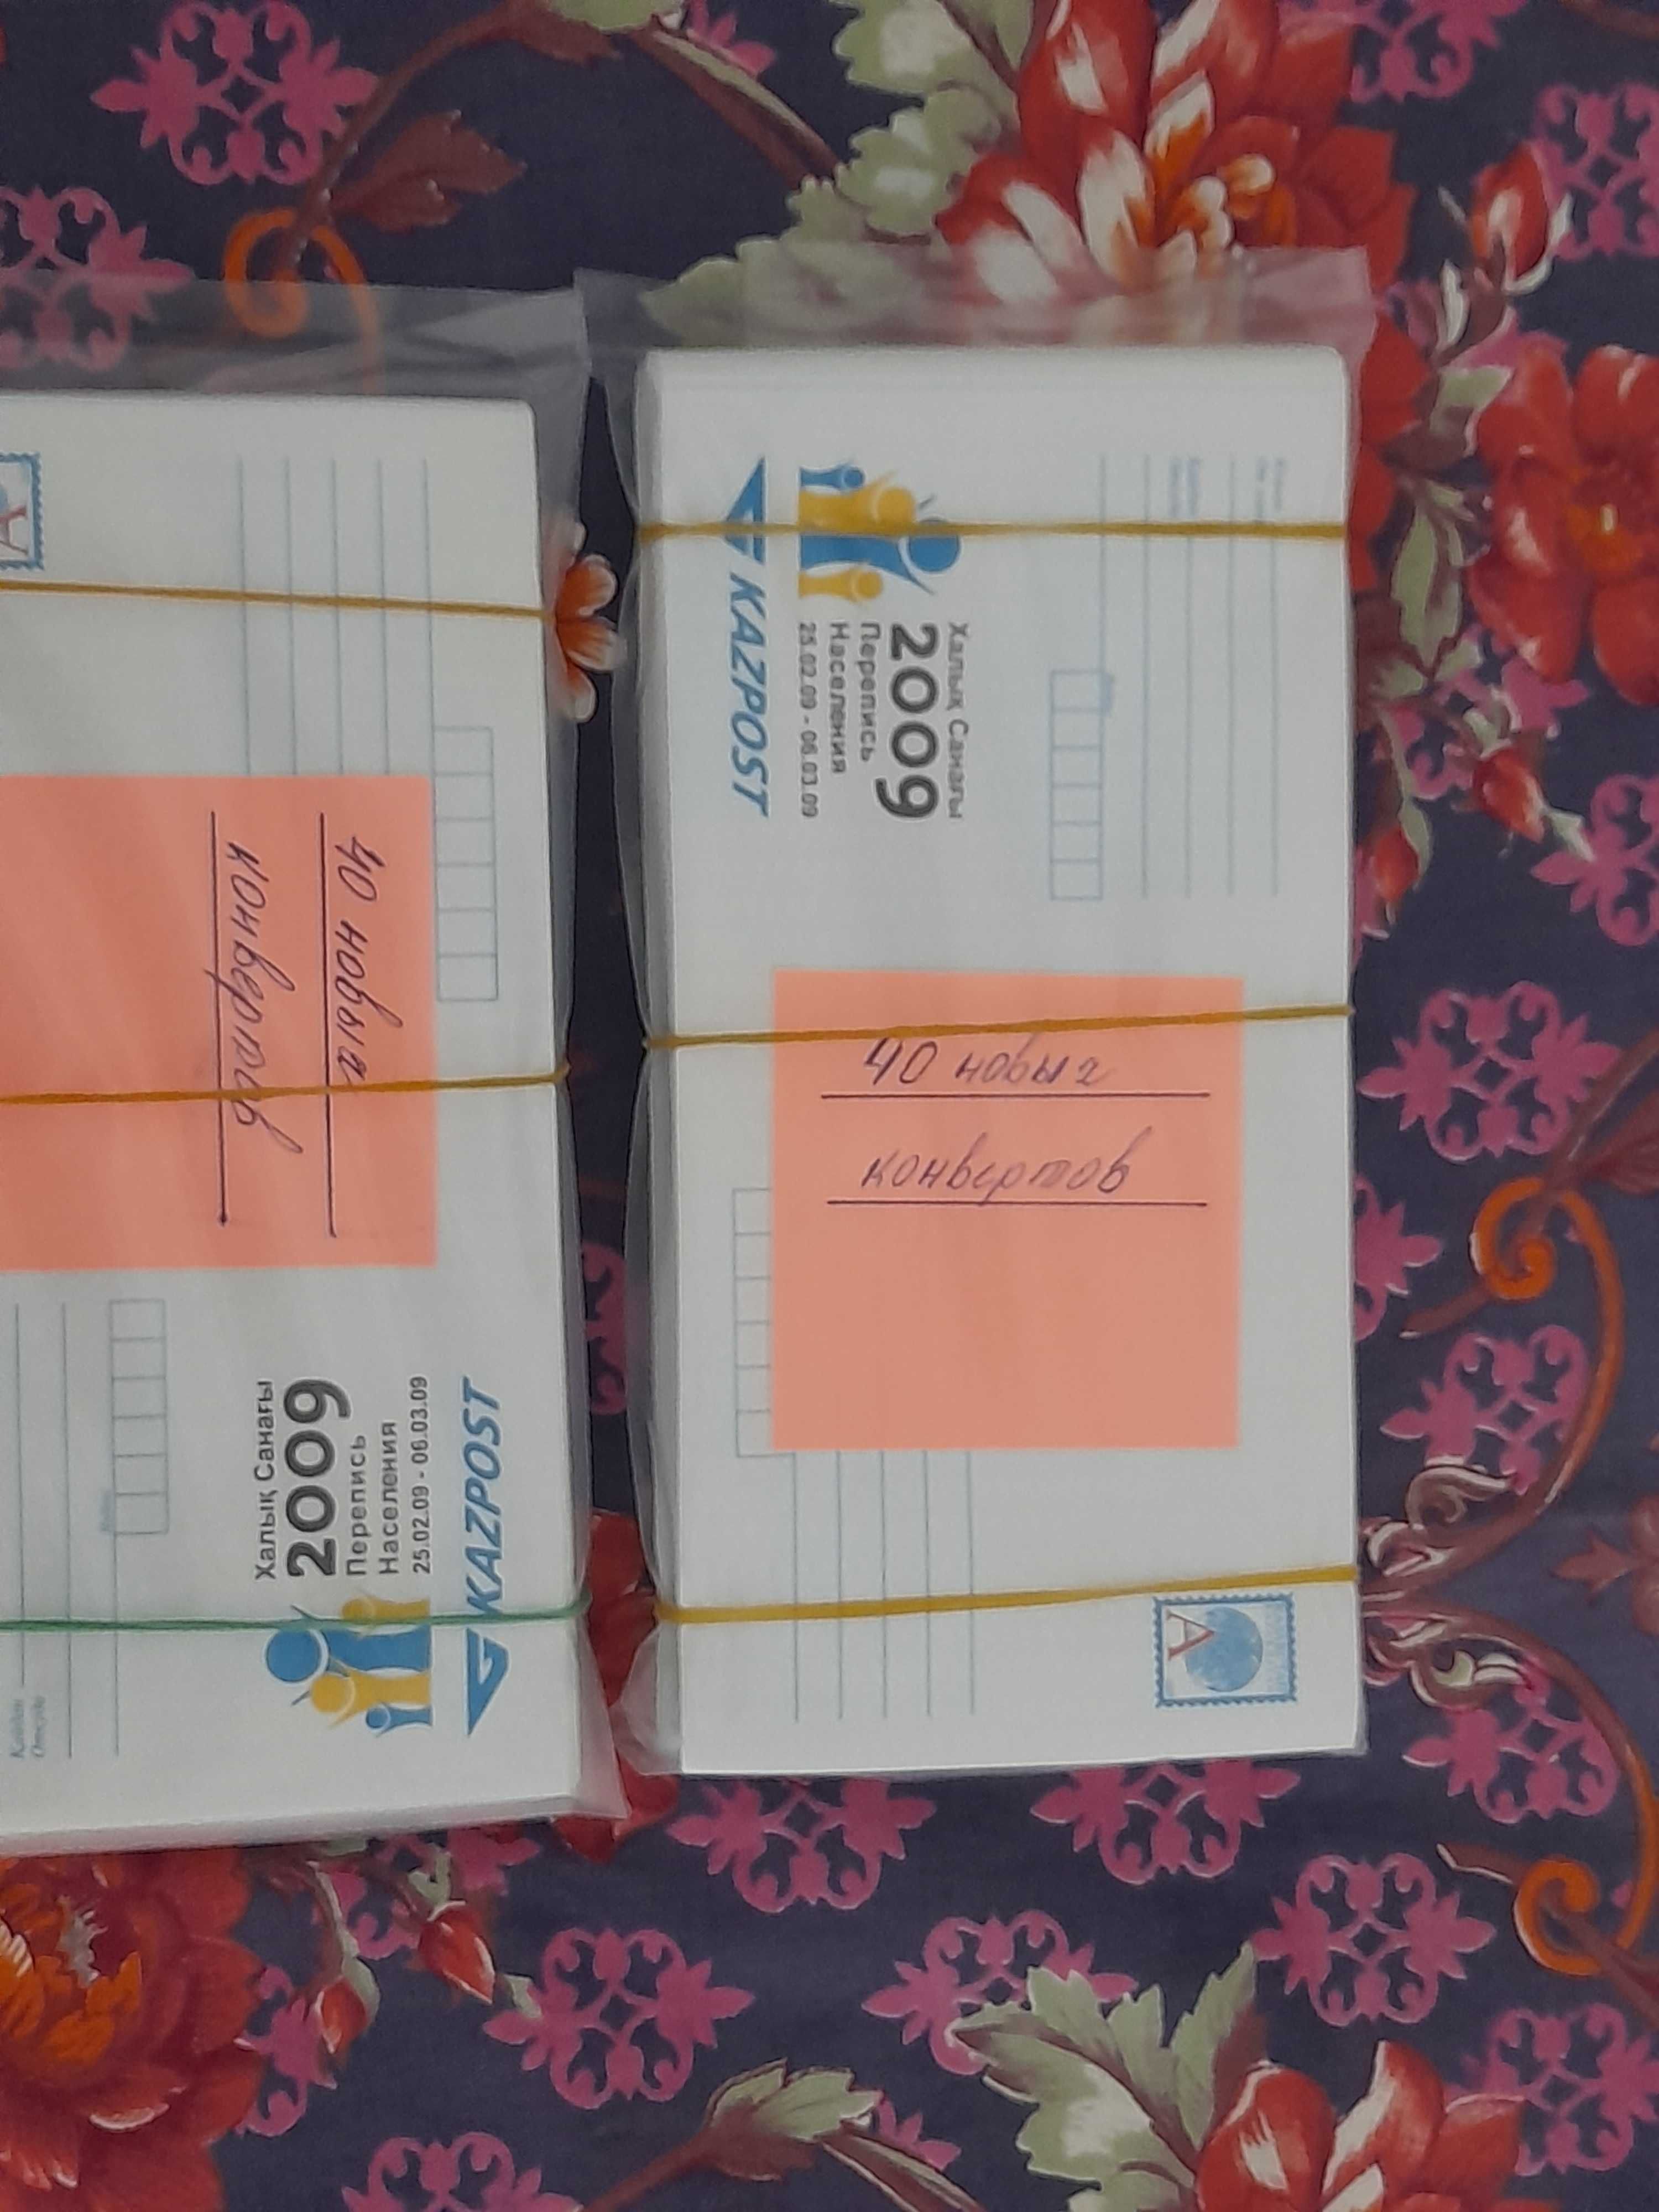 40 новых
конвертов
Халық Санағы
2009
Перепись
Населения
25.02.09 - 06.03.09
KAZPOST
A
Халық Санағы
2009
Перепись
Населения
25.02.09 - 06.03.09
KAZPOST
40 новых
конвертов
A